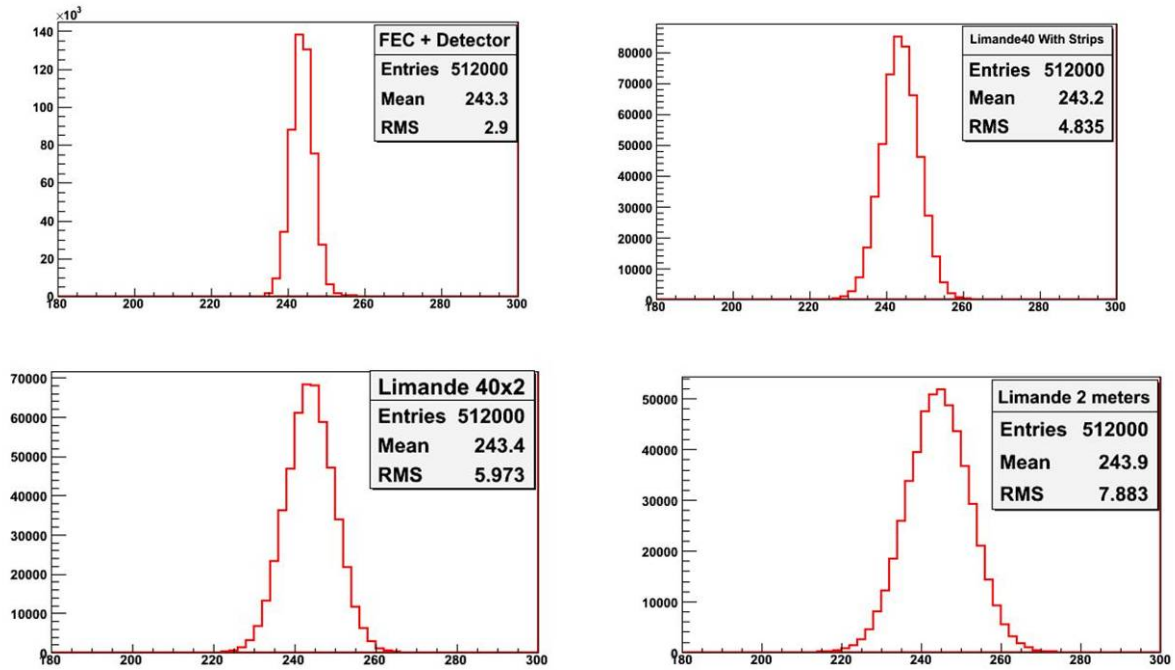 ×10³
140
120
100
80
60
40
20
0
180 200 220 240 260 280 300
FEC + Detector
Entries 512000
Mean 243.3
RMS 2.9
80000
70000
60000
50000
40000
30000
20000
10000
0
180 200 220 240 260 280 300
Limande40 With Strips
Entries 512000
Mean 243.2
RMS 4.835
70000
60000
50000
40000
30000
20000
10000
0
180 200 220 240 260 280 300
Limande 40x2
Entries 512000
Mean 243.4
RMS 5.973
50000
40000
30000
20000
10000
0
180 200 220 240 260 280 300
Limande 2 meters
Entries 512000
Mean 243.9
RMS 7.883